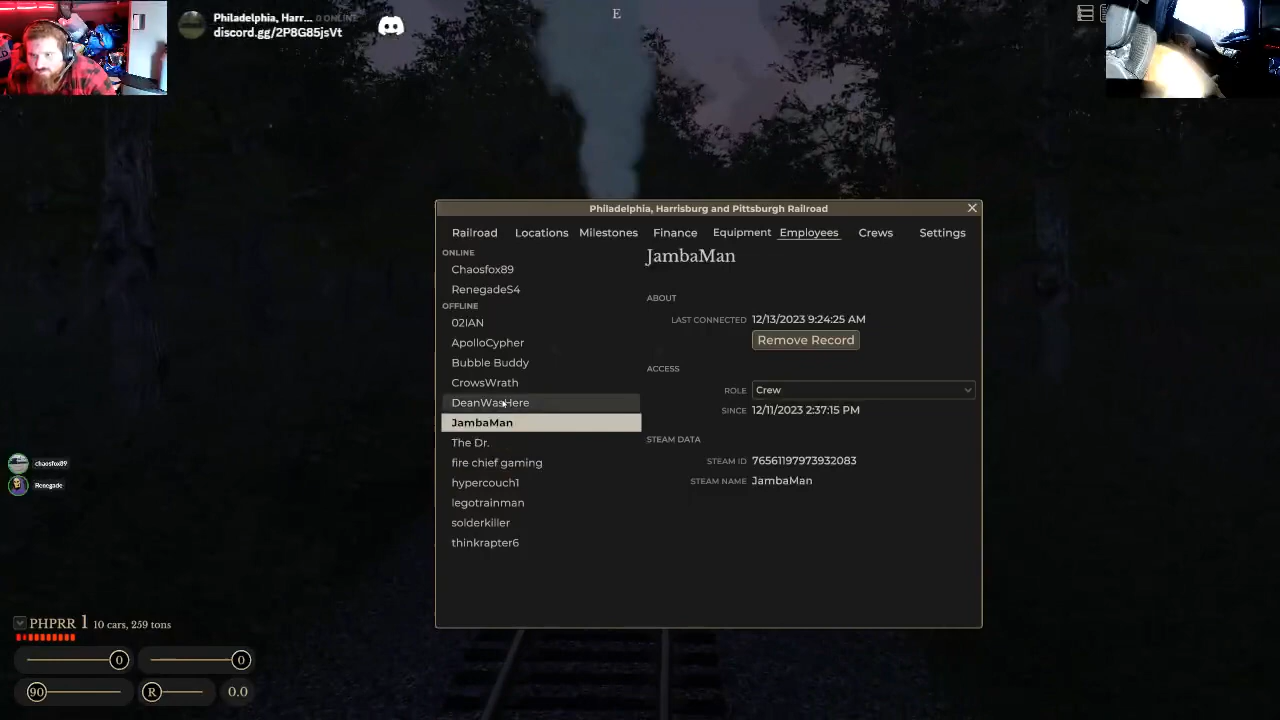 Philadelphia, Harr... 0 ONLINE
discord.gg/2P8G85jsVt
E
Philadelphia, Harrisburg and Pittsburgh Railroad
Railroad Locations Milestones Finance Equipment Employees Crews Settings
ONLINE
Chaosfox89
RenegadeS4
OFFLINE
02IAN
ApolloCypher
Bubble Buddy
CrowsWrath
DeanWasHere
JambaMan
The Dr.
fire chief gaming
hypercouch1
legotrainman
solderkiller
thinkrapter6
JambaMan
ABOUT
LAST CONNECTED 12/13/2023 9:24:25 AM
Remove Record
ACCESS
ROLE Crew
SINCE 12/11/2023 2:37:15 PM
STEAM DATA
STEAM ID 76561197973932083
STEAM NAME JambaMan
chaosfox89
Renegade
PHPRR 1 10 cars, 259 tons
0 0
90 R 0.0